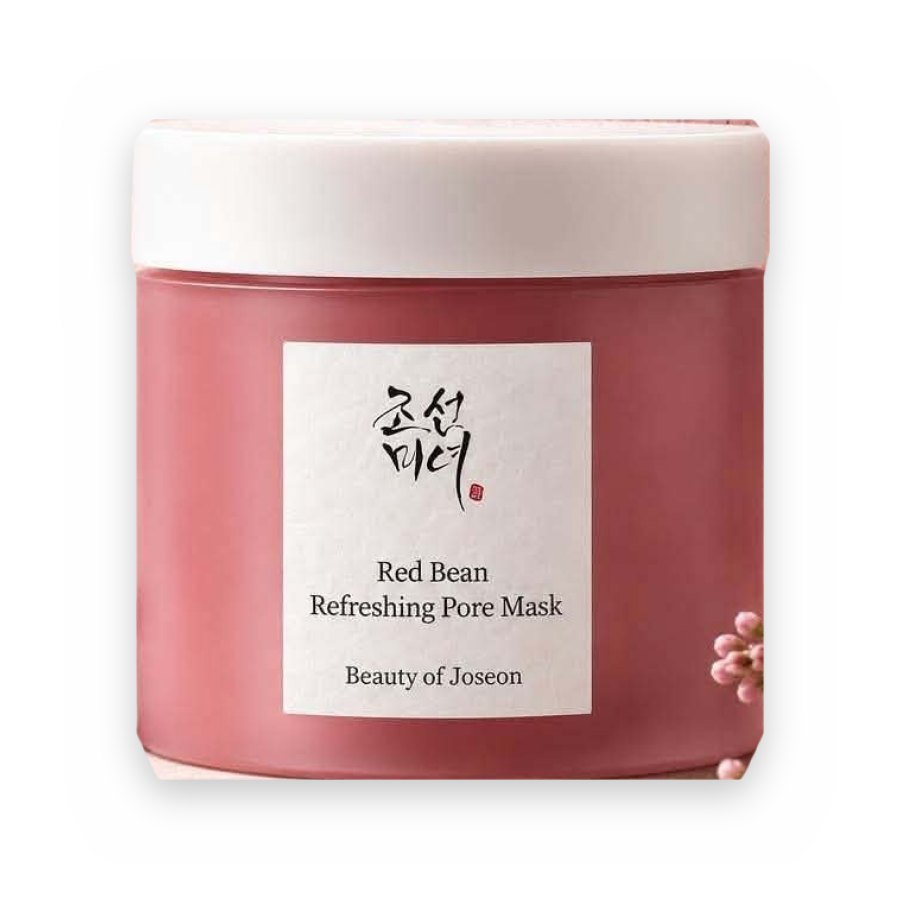 조선
미녀
Red Bean
Refreshing Pore Mask
Beauty of Joseon